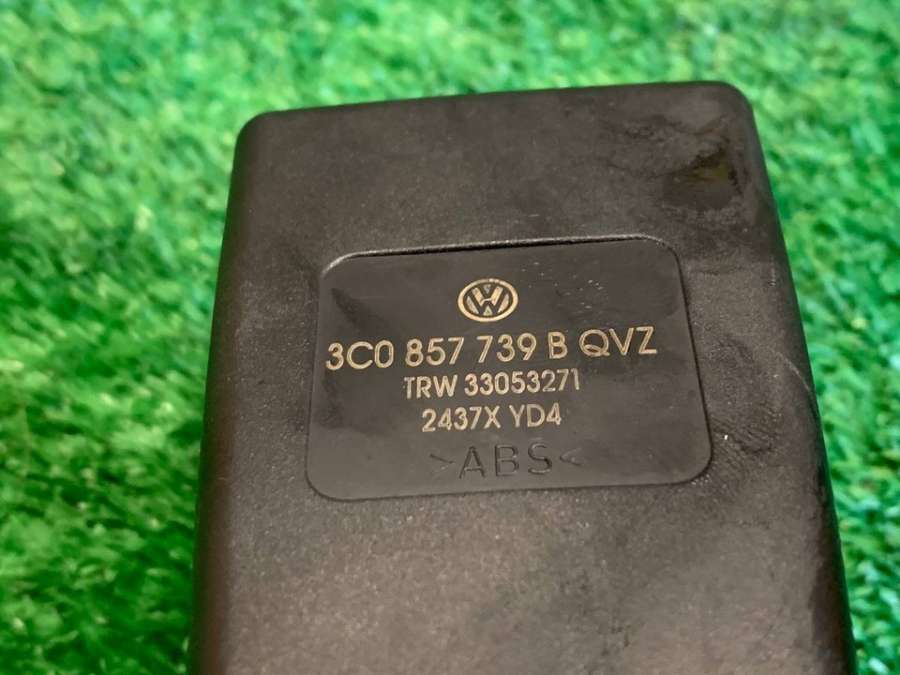 3C0 857 739 B QVZ
TRW 33053271
2437X YD4
>ABS<